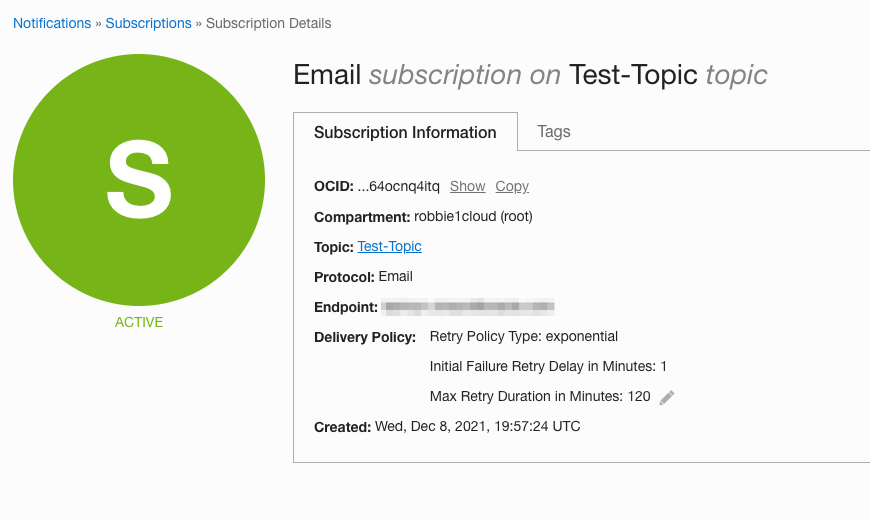 Notifications » Subscriptions » Subscription Details
S
ACTIVE
Email subscription on Test-Topic topic
Subscription Information
Tags
OCID: ...64ocnq4itq Show Copy
Compartment: robbie1cloud (root)
Topic: Test-Topic
Protocol: Email
Endpoint:
Delivery Policy: Retry Policy Type: exponential
Initial Failure Retry Delay in Minutes: 1
Max Retry Duration in Minutes: 120
Created: Wed, Dec 8, 2021, 19:57:24 UTC